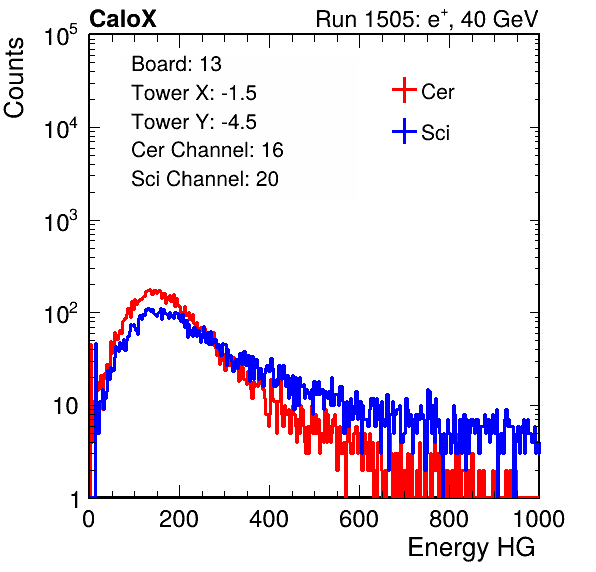 CaloX Run 1505: e⁺, 40 GeV
Counts
Board: 13
Tower X: -1.5
Tower Y: -4.5
Cer Channel: 16
Sci Channel: 20
Cer
Sci
10⁵
10⁴
10³
10²
10
1
0 200 400 600 800 1000
Energy HG